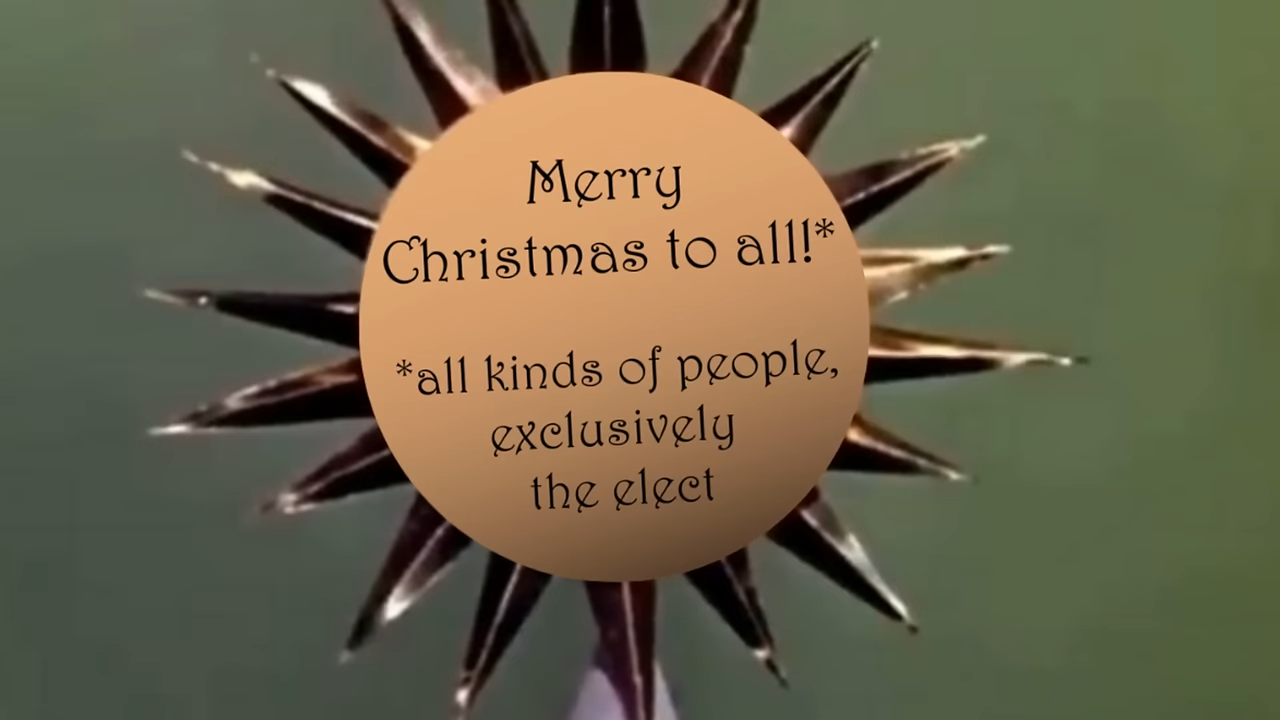 Merry
Christmas to all!*
*all kinds of people,
exclusively
the elect